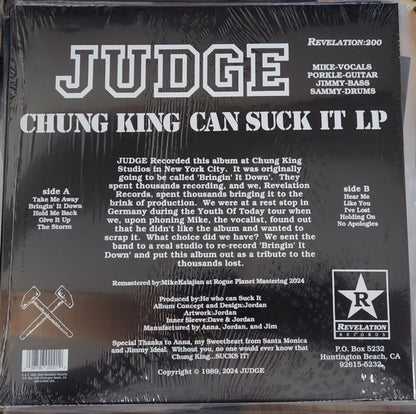 JUDGE
REVELATION:200
MIKE-VOCALS
PORKLE-GUITAR
JIMMY-BASS
SAMMY-DRUMS
CHUNG KING CAN SUCK IT LP
JUDGE Recorded this album at Chung King
Studios in New York City. It was originally
going to be called 'Bringin' It Down'. They
spent thousands recording, and we, Revelation
Records, spent thousands bringing it to the
brink of production. We were at a rest stop in
Germany during the Youth Of Today tour when
we, upon phoning Mike, the vocalist, found out
that he didn't like the album and wanted to
scrap it. What choice did we have? We sent the
band to a real studio to re-record 'Bringin' It
Down' and put this album out as a tribute to the
thousands lost.
side A
Take Me Away
Bringin' It Down
Hold Me Back
Give It Up
The Storm
side B
Hear Me
Like You
I've Lost
Holding On
No Apologies
Remastered by:MikeKalajian at Rogue Planet Mastering 2024
Produced by:He who can Suck It
Album Concept and Design:Jordan
Artwork:Jordan
Inner Sleeve:Dave & Jordan
Manufactured by Anna, Jordan, and Jim
Special Thanks to Anna, my Sweetheart from Santa Monica
and Jimmy Ideal. Without you, no one would ever know that
Chung King...SUCKS IT!
Copyright © 1989, 2024 JUDGE
R
REVELATION
RECORDS
P.O. Box 5232
Huntington Beach, CA
92615-5232